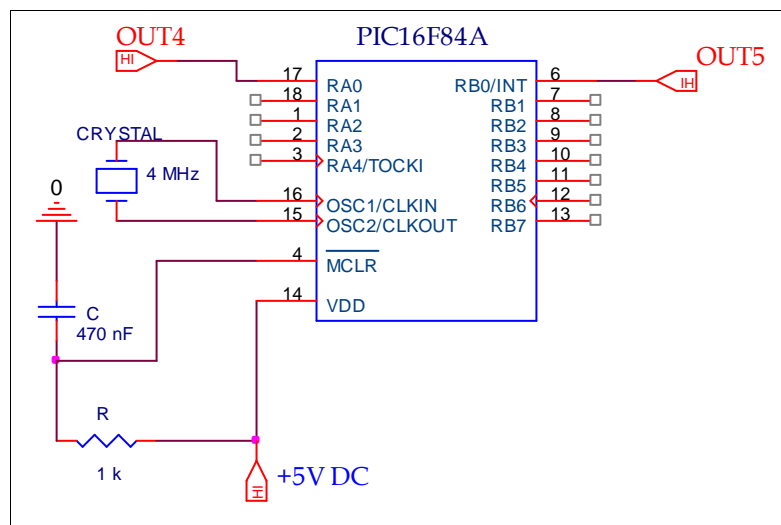 OUT4
PIC16F84A
HI
17
RA0
RB0/INT
6
OUT5
HI
18
RA1
RB1
7
1
RA2
RB2
8
CRYSTAL
2
RA3
RB3
9
3
RA4/TOCKI
RB4
10
4 MHz
RB5
11
0
16
OSC1/CLKIN
RB6
12
15
OSC2/CLKOUT
RB7
13
4
MCLR
14
VDD
C
470 nF
R
1 k
+5V DC
HI